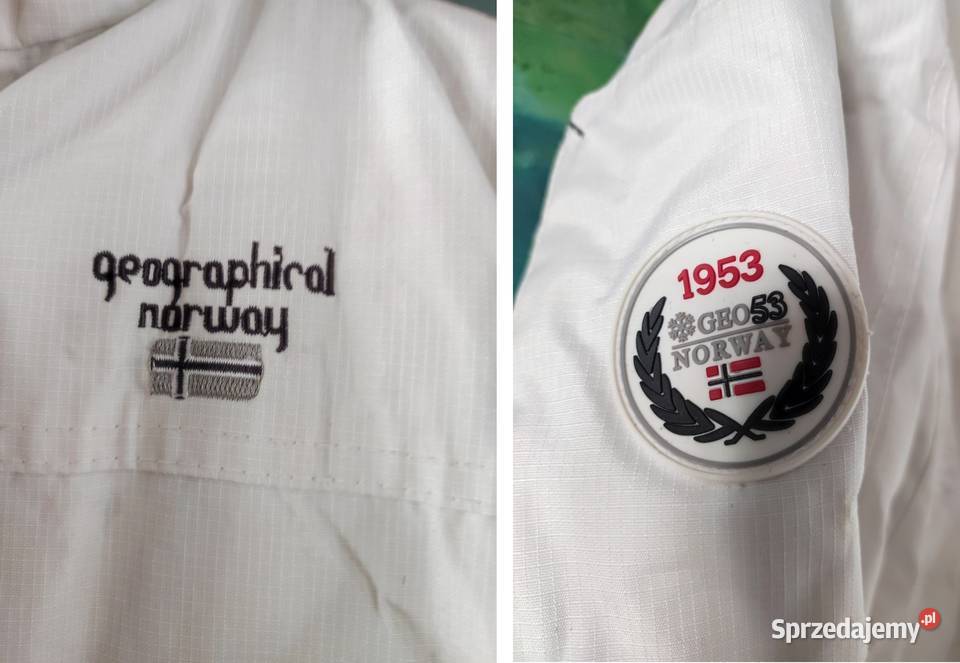 geographical
norway
1953
GEO53
NORWAY
Sprzedajemy.pl